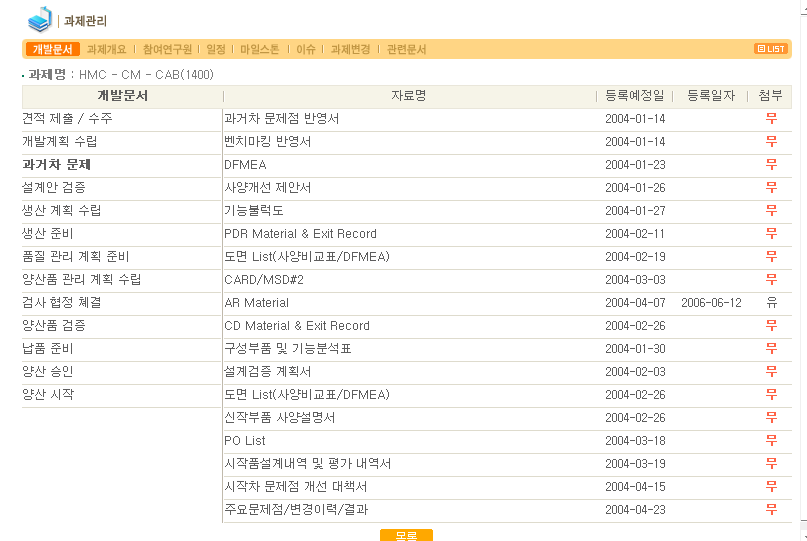 과제관리
개발문서 과제개요 참여연구원 일정 마일스톤 이슈 과제변경 관련문서 LIST
과제명 : HMC - CM - CAB(1400)
개발문서 자료명 등록예정일 등록일자 첨부
견적 제출 / 수주 과거차 문제점 반영서 2004-01-14 무
개발계획 수립 벤치마킹 반영서 2004-01-14 무
과거차 문제 DFMEA 2004-01-23 무
설계안 검증 사양개선 제안서 2004-01-26 무
생산 계획 수립 기능블럭도 2004-01-27 무
생산 준비 PDR Material & Exit Record 2004-02-11 무
품질 관리 계획 준비 도면 List(사양비교표/DFMEA) 2004-02-19 무
양산품 관리 계획 수립 CARD/MSD#2 2004-03-03 무
검사 협정 체결 AR Material 2004-04-07 2006-06-12 유
양산품 검증 CD Material & Exit Record 2004-02-26 무
납품 준비 구성부품 및 기능분석표 2004-01-30 무
양산 승인 설계검증 계획서 2004-02-03 무
양산 시작 도면 List(사양비교표/DFMEA) 2004-02-26 무
신작부품 사양설명서 2004-02-26 무
PO List 2004-03-18 무
시작품설계내역 및 평가 내역서 2004-03-19 무
시작차 문제점 개선 대책서 2004-04-15 무
주요문제점/변경이력/결과 2004-04-23 무
목록